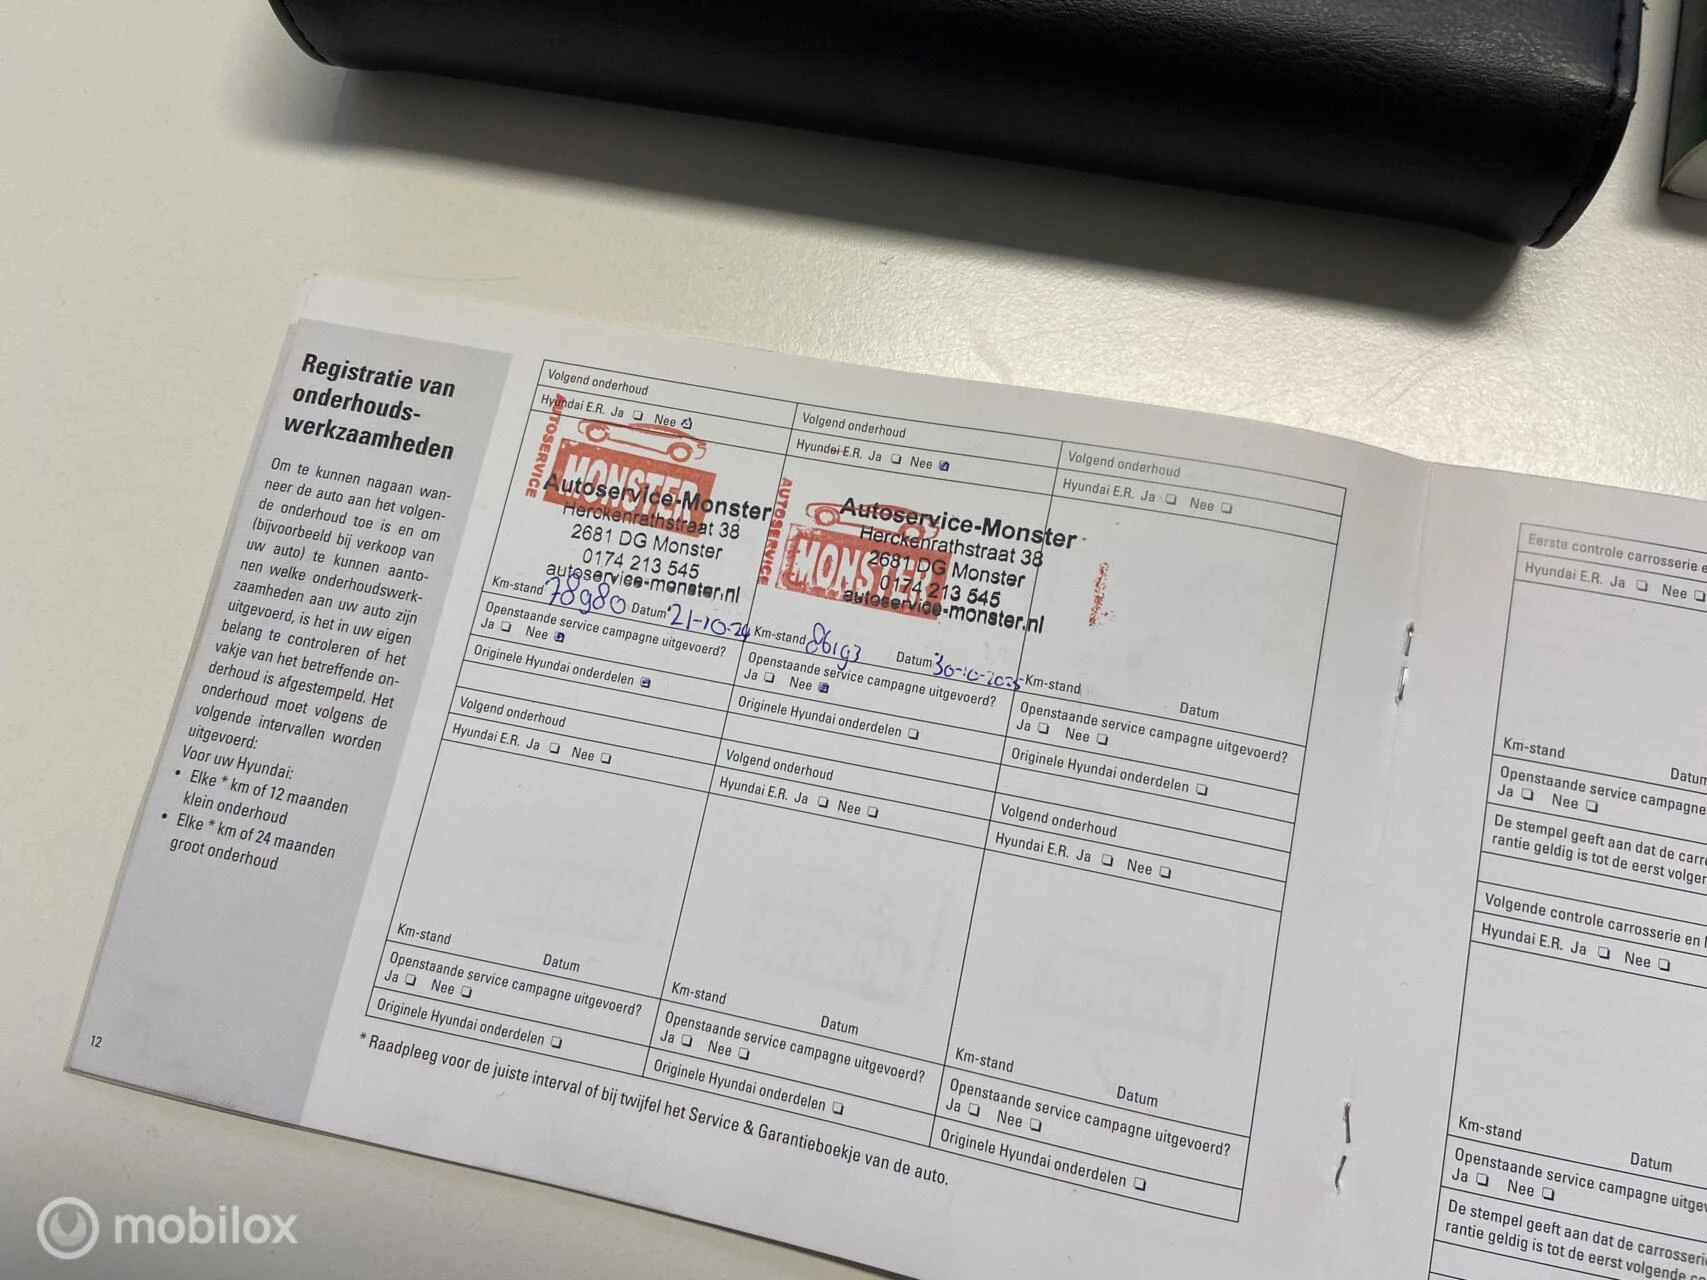 Registratie van
onderhouds-
werkzaamheden
Om te kunnen nagaan wan-
neer de auto aan het volgen-
de onderhoud toe is en om
(bijvoorbeeld bij verkoop van
uw auto) te kunnen aanto-
nen welke onderhoudswerk-
zaamheden aan uw auto zijn
uitgevoerd, is het in uw eigen
belang te controleren of het
vakje van het betreffende on-
derhoud is afgestempeld. Het
onderhoud moet volgens de
volgende intervallen worden
uitgevoerd:
Voor uw Hyundai:
• Elke * km of 12 maanden
klein onderhoud
• Elke * km of 24 maanden
groot onderhoud
12
Volgend onderhoud
Hyundai E.R. Ja Nee
AUTOSERVICE
MONSTER
Autoservice-Monster
Herckenrathstraat 38
2681 DG Monster
0174 213 545
autoservice-monster.nl
Km-stand 78980 Datum 21-10-24
Openstaande service campagne uitgevoerd?
Ja Nee
Originele Hyundai onderdelen
Volgend onderhoud
Hyundai E.R. Ja Nee
AUTOSERVICE
MONSTER
Autoservice-Monster
Herckenrathstraat 38
2681 DG Monster
0174 213 545
autoservice-monster.nl
Km-stand 86193 Datum 30-10-2025
Openstaande service campagne uitgevoerd?
Ja Nee
Originele Hyundai onderdelen
Volgend onderhoud
Hyundai E.R. Ja Nee
Km-stand Datum
Openstaande service campagne uitgevoerd?
Ja Nee
Originele Hyundai onderdelen
Volgend onderhoud
Hyundai E.R. Ja Nee
Km-stand Datum
Openstaande service campagne uitgevoerd?
Ja Nee
Originele Hyundai onderdelen
Volgend onderhoud
Hyundai E.R. Ja Nee
Km-stand Datum
Openstaande service campagne uitgevoerd?
Ja Nee
Originele Hyundai onderdelen
Volgend onderhoud
Hyundai E.R. Ja Nee
Km-stand Datum
Openstaande service campagne uitgevoerd?
Ja Nee
Originele Hyundai onderdelen
* Raadpleeg voor de juiste interval of bij twijfel het Service & Garantieboekje van de auto.
Eerste controle carrosserie
Hyundai E.R. Ja Nee
Km-stand Datum
Openstaande service campagne
Ja Nee
De stempel geeft aan dat de
rantie geldig is tot de eerst
Volgende controle carrosserie en
Hyundai E.R. Ja Nee
Km-stand Datum
Openstaande service campagne
Ja Nee
De stempel geeft aan dat de
rantie geldig is tot de eerst volgende
mobilox